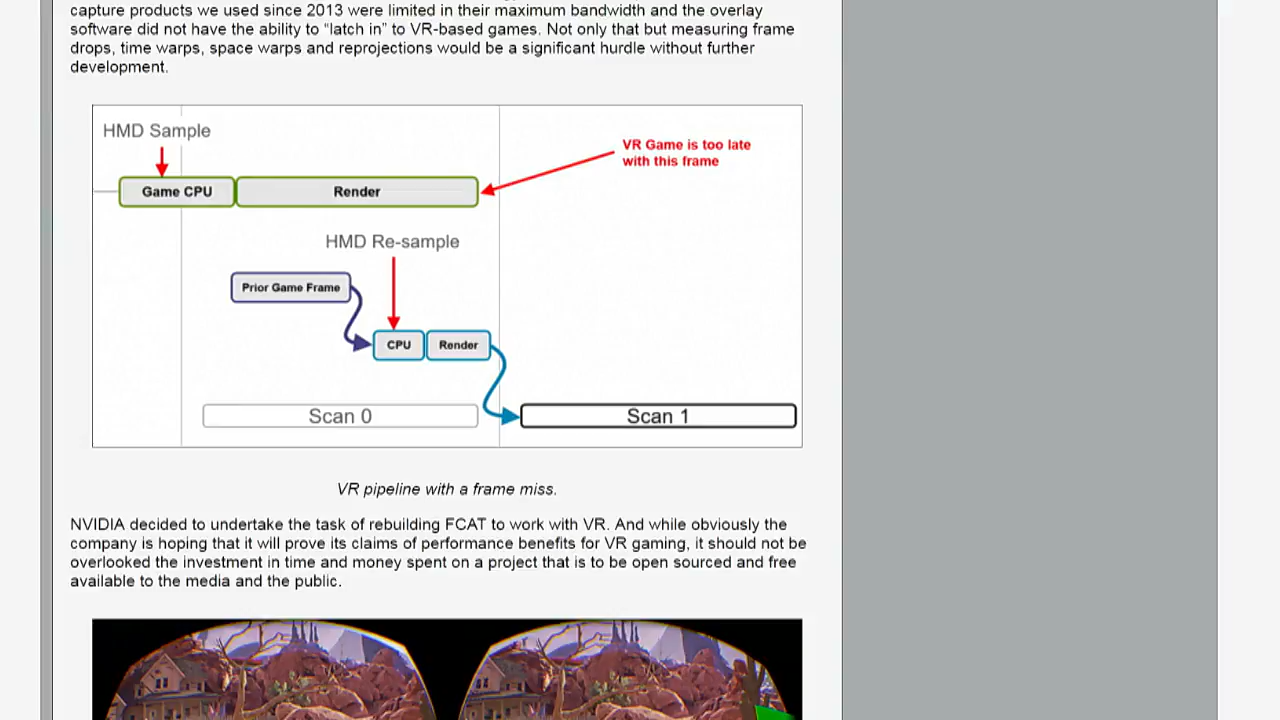 capture products we used since 2013 were limited in their maximum bandwidth and the overlay
software did not have the ability to “latch in” to VR-based games. Not only that but measuring frame
drops, time warps, space warps and reprojections would be a significant hurdle without further
development.
HMD Sample
VR Game is too late
with this frame
Game CPU
Render
HMD Re-sample
Prior Game Frame
CPU
Render
Scan 0
Scan 1
VR pipeline with a frame miss.
NVIDIA decided to undertake the task of rebuilding FCAT to work with VR. And while obviously the
company is hoping that it will prove its claims of performance benefits for VR gaming, it should not be
overlooked the investment in time and money spent on a project that is to be open sourced and free
available to the media and the public.